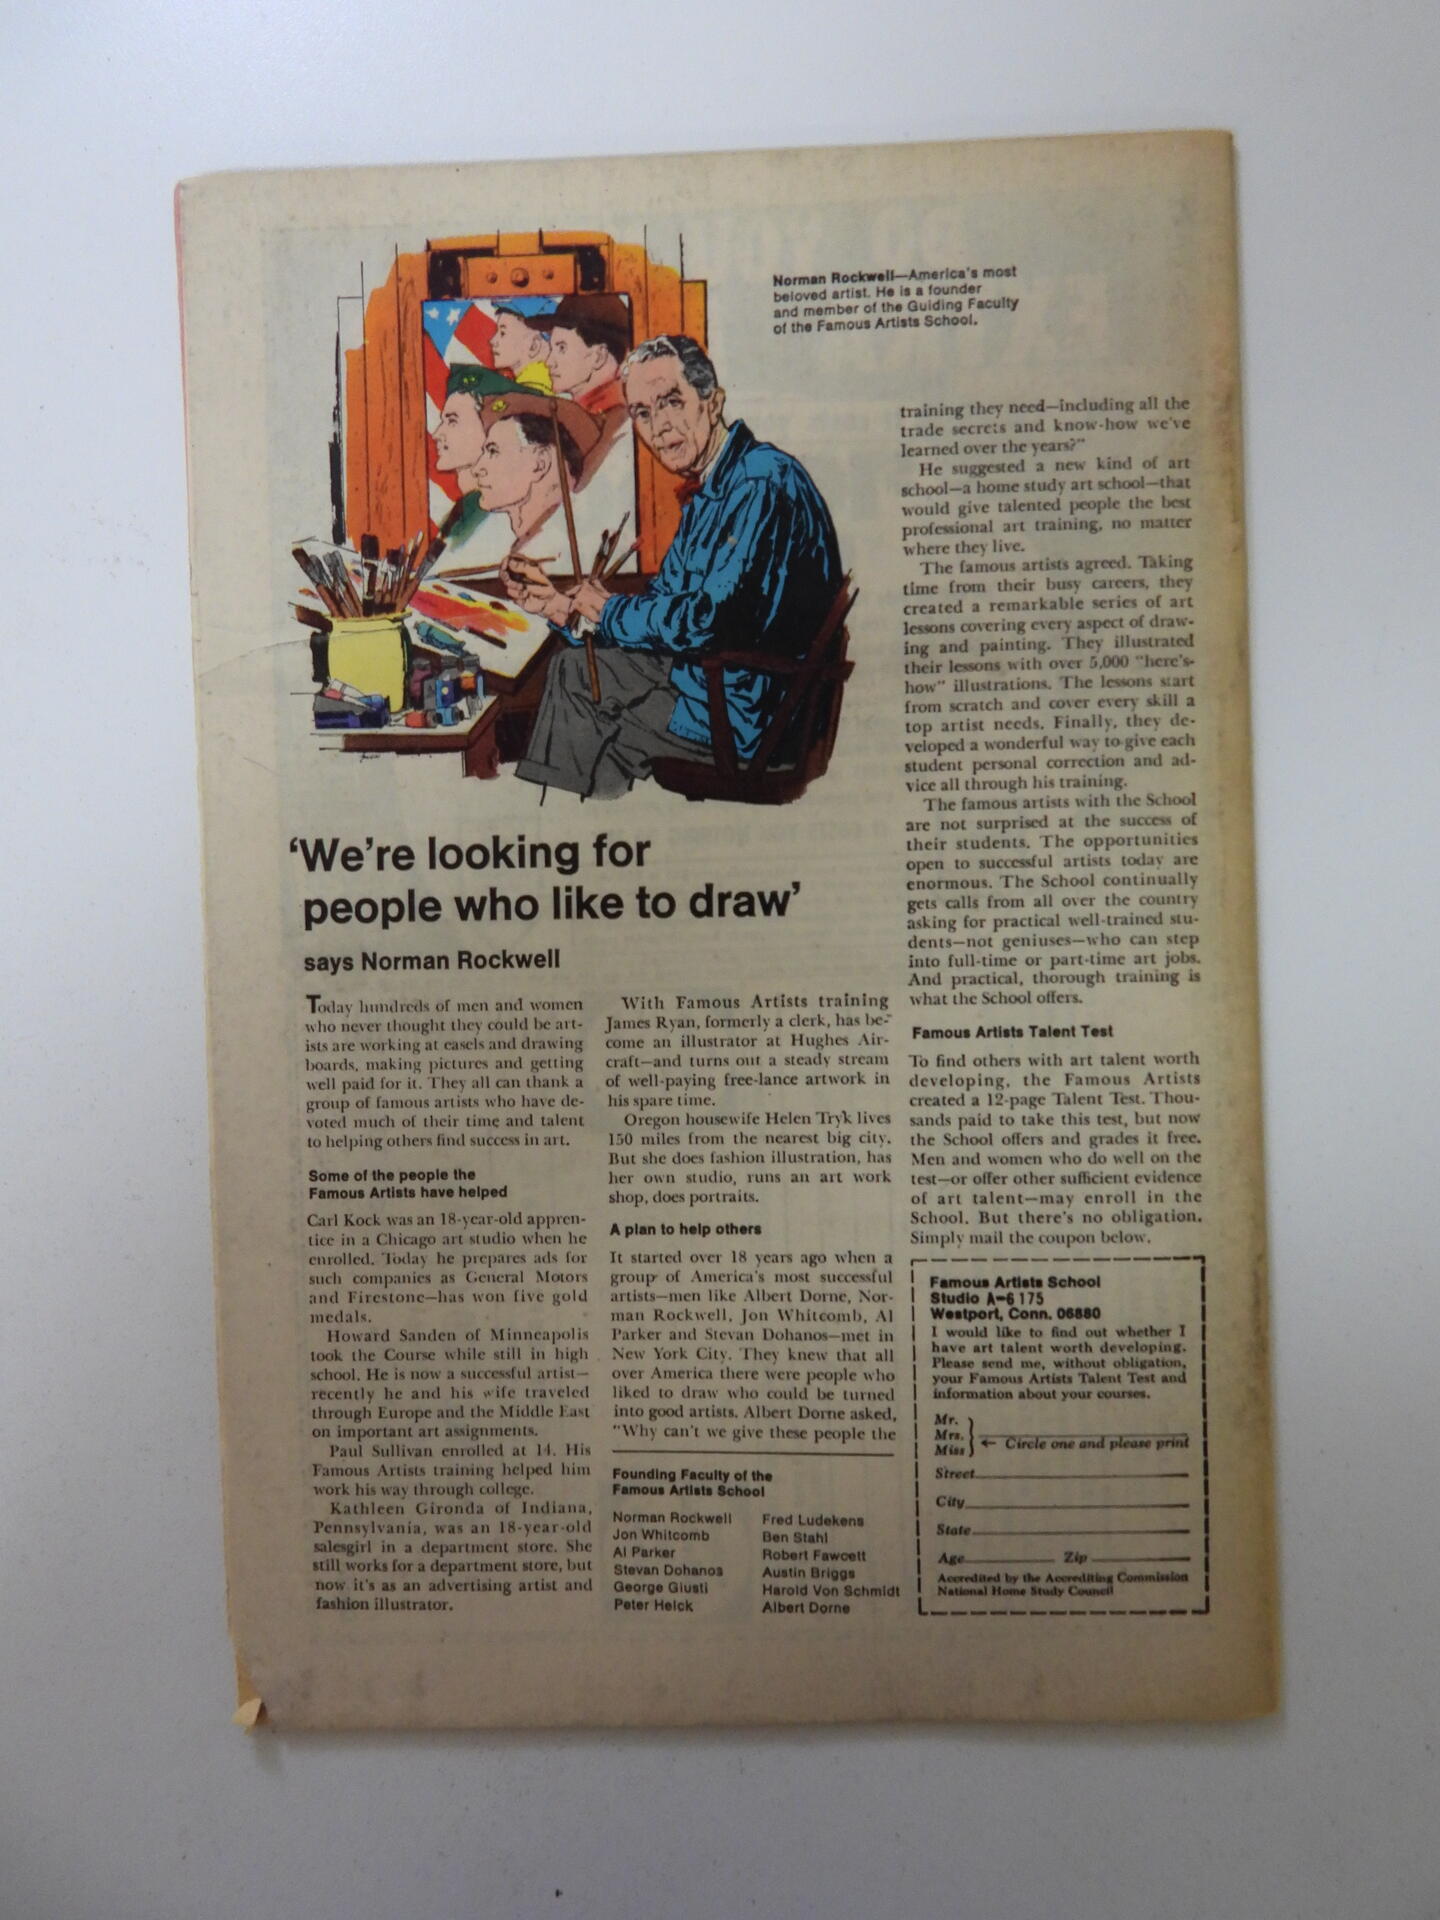 Norman Rockwell—America's most
beloved artist. He is a founder
and member of the Guiding Faculty
of the Famous Artists School.
'We're looking for
people who like to draw'
says Norman Rockwell
Today hundreds of men and women
who never thought they could be art-
ists are working at easels and drawing
boards, making pictures and getting
well paid for it. They all can thank a
group of famous artists who have de-
voted much of their time and talent
to helping others find success in art.
Some of the people the
Famous Artists have helped
Carl Kock was an 18-year-old appren-
tice in a Chicago art studio when he
enrolled. Today he prepares ads for
such companies as General Motors
and Firestone—has won five gold
medals.
Howard Sanden of Minneapolis
took the Course while still in high
school. He is now a successful artist—
recently he and his wife traveled
through Europe and the Middle East
on important art assignments.
Paul Sullivan enrolled at 14. His
Famous Artists training helped him
work his way through college.
Kathleen Gironda of Indiana,
Pennsylvania, was an 18-year-old
salesgirl in a department store. She
still works for a department store, but
now it's as an advertising artist and
fashion illustrator.
With Famous Artists training
James Ryan, formerly a clerk, has be-
come an illustrator at Hughes Air-
craft—and turns out a steady stream
of well-paying free-lance artwork in
his spare time.
Oregon housewife Helen Tryk lives
150 miles from the nearest big city.
But she does fashion illustration, has
her own studio, runs an art work
shop, does portraits.
A plan to help others
It started over 18 years ago when a
group of America's most successful
artists—men like Albert Dorne, Nor-
man Rockwell, Jon Whitcomb, Al
Parker and Stevan Dohanos—met in
New York City. They knew that all
over America there were people who
liked to draw who could be turned
into good artists. Albert Dorne asked,
"Why can't we give these people the
training they need—including all the
trade secrets and know-how we've
learned over the years?"
He suggested a new kind of art
school—a home study art school—that
would give talented people the best
professional art training, no matter
where they live.
The famous artists agreed. Taking
time from their busy careers, they
created a remarkable series of art
lessons covering every aspect of draw-
ing and painting. They illustrated
their lessons with over 5,000 "here's-
how" illustrations. The lessons start
from scratch and cover every skill a
top artist needs. Finally, they de-
veloped a wonderful way to give each
student personal correction and ad-
vice all through his training.
The famous artists with the School
are not surprised at the success of
their students. The opportunities
open to successful artists today are
enormous. The School continually
gets calls from all over the country
asking for practical well-trained stu-
dents—not geniuses—who can step
into full-time or part-time art jobs.
And practical, thorough training is
what the School offers.
Famous Artists Talent Test
To find others with art talent worth
developing, the Famous Artists
created a 12-page Talent Test. Thou-
sands paid to take this test, but now
the School offers and grades it free.
Men and women who do well on the
test—or offer other sufficient evidence
of art talent—may enroll in the
School. But there's no obligation.
Simply mail the coupon below.
Founding Faculty of the
Famous Artists School
Norman Rockwell
Jon Whitcomb
Al Parker
Stevan Dohanos
George Giusti
Peter Helck
Fred Ludekens
Ben Stahl
Robert Fawcett
Austin Briggs
Harold Von Schmidt
Albert Dorne
Famous Artists School
Studio A-6175
Westport, Conn. 06880
I would like to find out whether I
have art talent worth developing.
Please send me, without obligation,
your Famous Artists Talent Test and
information about your courses.
Mr.
Mrs.
Miss
← Circle one and please print
Street
City
State
Age Zip
Accredited by the Accrediting Commission
National Home Study Council